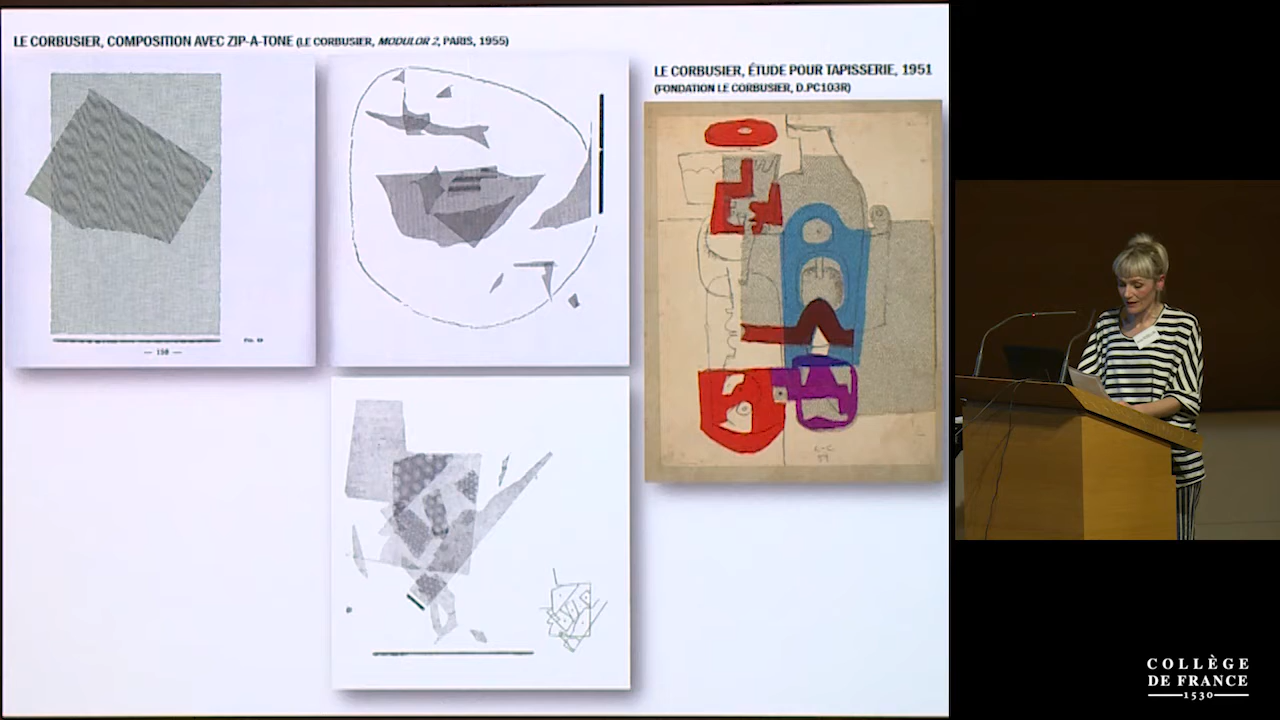 LE CORBUSIER, COMPOSITION AVEC ZIP-A-TONE (LE CORBUSIER, MODULOR 2, PARIS, 1955)
LE CORBUSIER, ÉTUDE POUR TAPISSERIE, 1951
(FONDATION LE CORBUSIER, D.PC103R)
— 150 —
L-C
COLLÈGE
DE FRANCE
1530